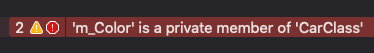 2 'm_Color' is a private member of 'CarClass'